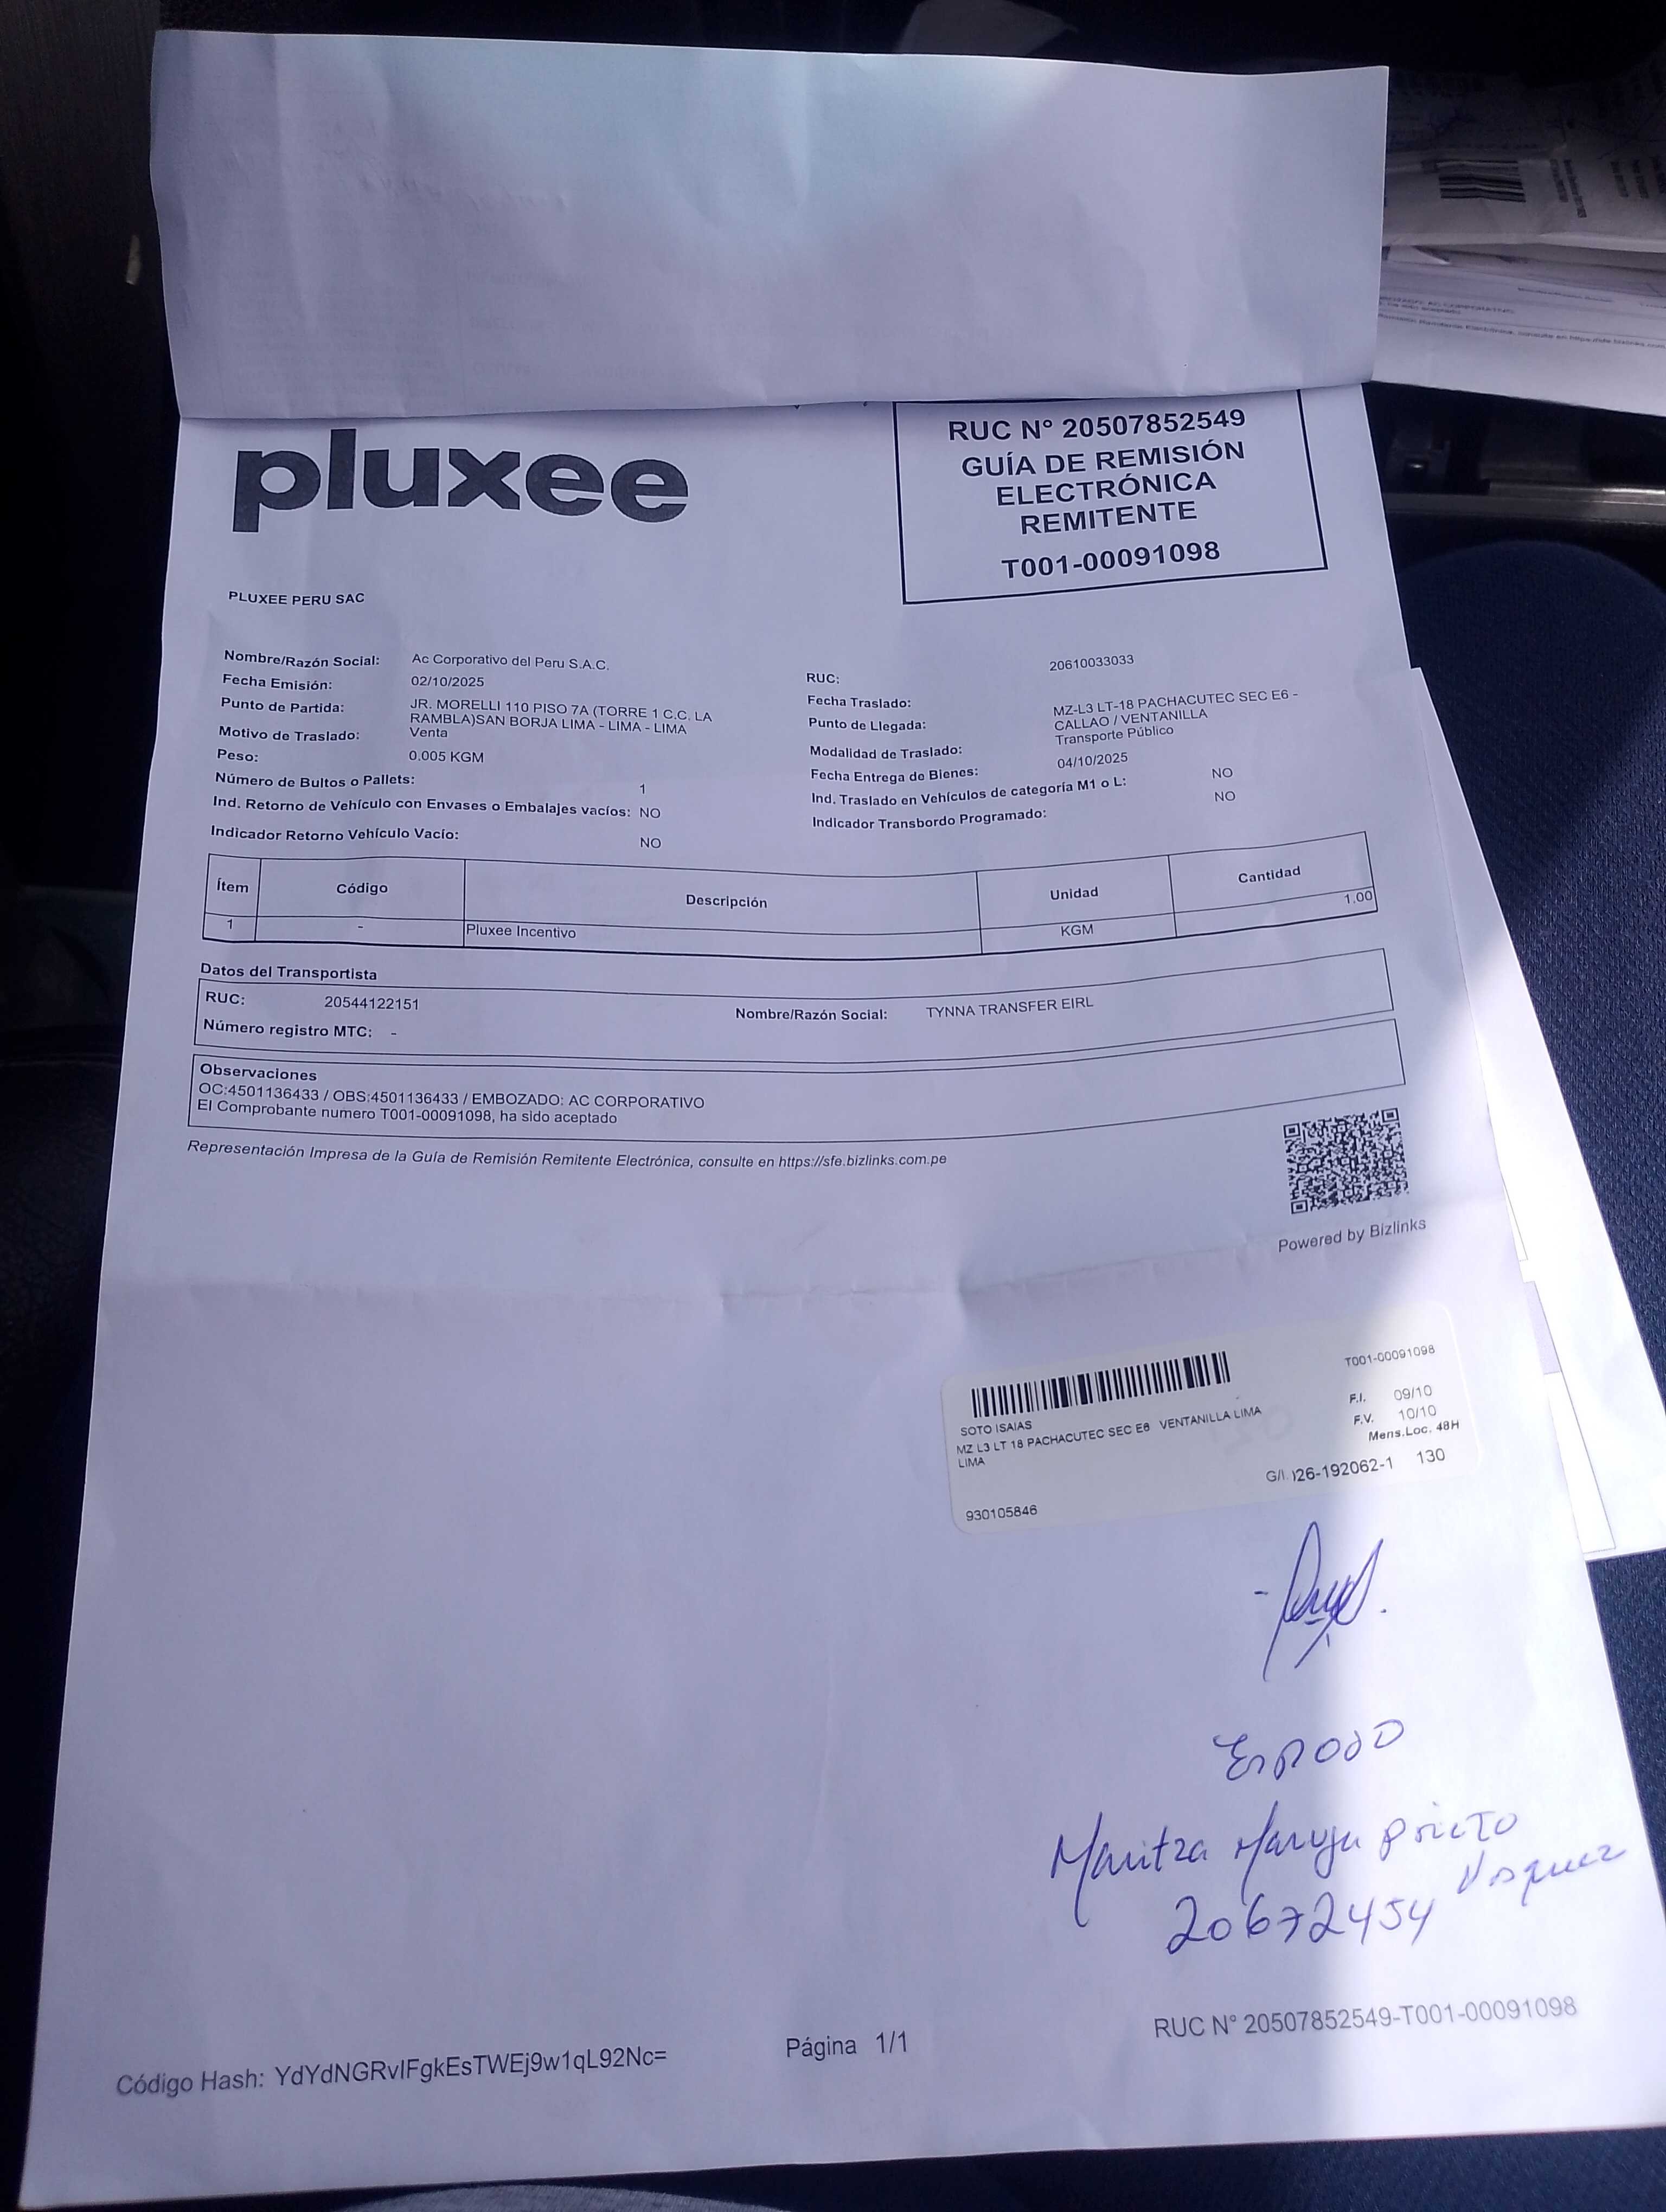 RUC N° 20507852549
GUÍA DE REMISIÓN
ELECTRÓNICA
REMITENTE
T001-00091098
pluxee
PLUXEE PERU SAC
Nombre/Razón Social: Ac Corporativo del Peru S.A.C.
Fecha Emisión: 02/10/2025
Punto de Partida: JR. MORELLI 110 PISO 7A (TORRE 1 C.C. LA
RAMBLA)SAN BORJA LIMA - LIMA - LIMA
Motivo de Traslado: Venta
Peso: 0.005 KGM
Número de Bultos o Pallets: 1
Ind. Retorno de Vehículo con Envases o Embalajes vacíos: NO
Indicador Retorno Vehículo Vacío: NO
RUC: 20610033033
Fecha Traslado:
Punto de Llegada: MZ-L3 LT-18 PACHACUTEC SEC E6 -
CALLAO / VENTANILLA
Modalidad de Traslado: Transporte Público
Fecha Entrega de Bienes: 04/10/2025
Ind. Traslado en Vehículos de categoría M1 o L: NO
Indicador Transbordo Programado: NO
Ítem Código Descripción Unidad Cantidad
1 - Pluxee Incentivo KGM 1.00
Datos del Transportista
RUC: 20544122151 Nombre/Razón Social: TYNNA TRANSFER EIRL
Número registro MTC: -
Observaciones
OC:4501136433 / OBS:4501136433 / EMBOZADO: AC CORPORATIVO
El Comprobante numero T001-00091098, ha sido aceptado
Representación Impresa de la Guía de Remisión Remitente Electrónica, consulte en https://sfe.bizlinks.com.pe
Powered by Bizlinks
T001-00091098
SOTO ISAIAS
MZ L3 LT 18 PACHACUTEC SEC E6 VENTANILLA LIMA
LIMA
F.I. 09/10
F.V. 10/10
Mens.Loc. 48H
G/I. )26-192062-1 130
930105846
Esposo
Maritza Maruja prieto
Vasquez
20672454
RUC N° 20507852549-T001-00091098
Página 1/1
Código Hash: YdYdNGRvIFgkEsTWEj9w1qL92Nc=